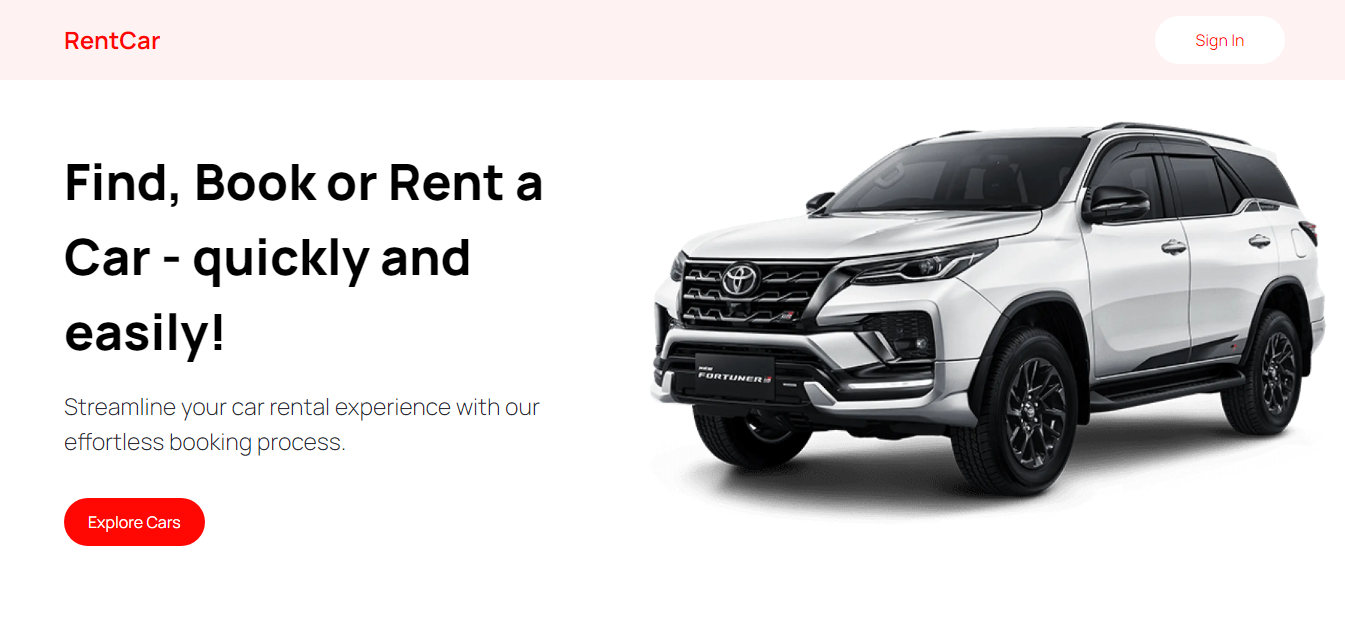 RentCar
Sign In
Find, Book or Rent a
Car - quickly and
easily!
Streamline your car rental experience with our
effortless booking process.
Explore Cars
NEW
FORTUNER